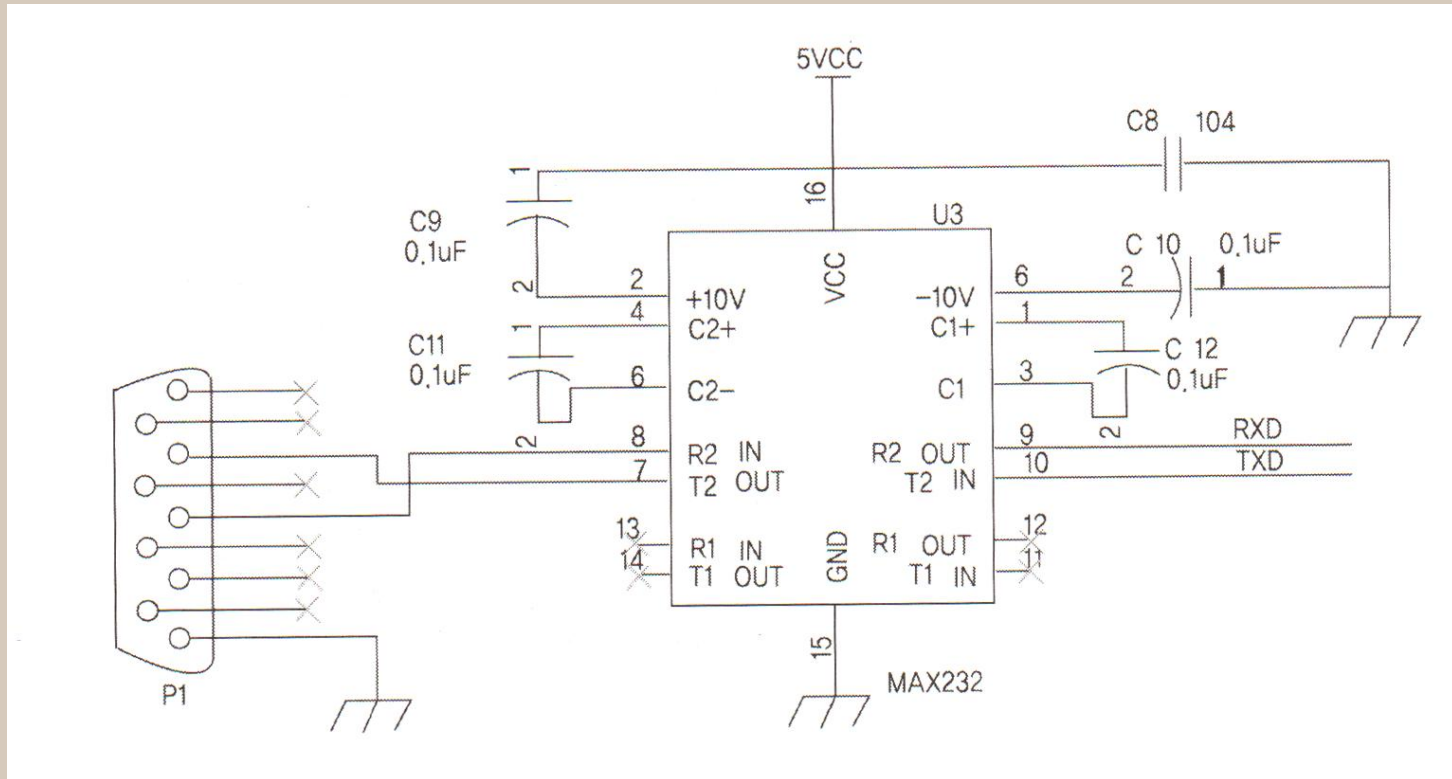 5VCC
C8 104
1
16
U3
C9
0,1uF
2
2
+10V
VCC
-10V
6
2
C 10 0,1uF
1
4
C2+
C1+
1
1
C11
0,1uF
C 12
0,1uF
6
C2-
C1
3
2
2
8
R2 IN
R2 OUT
9
RXD
7
T2 OUT
T2 IN
10
TXD
13
R1 IN
GND
R1 OUT
12
14
T1 OUT
T1 IN
11
15
MAX232
P1